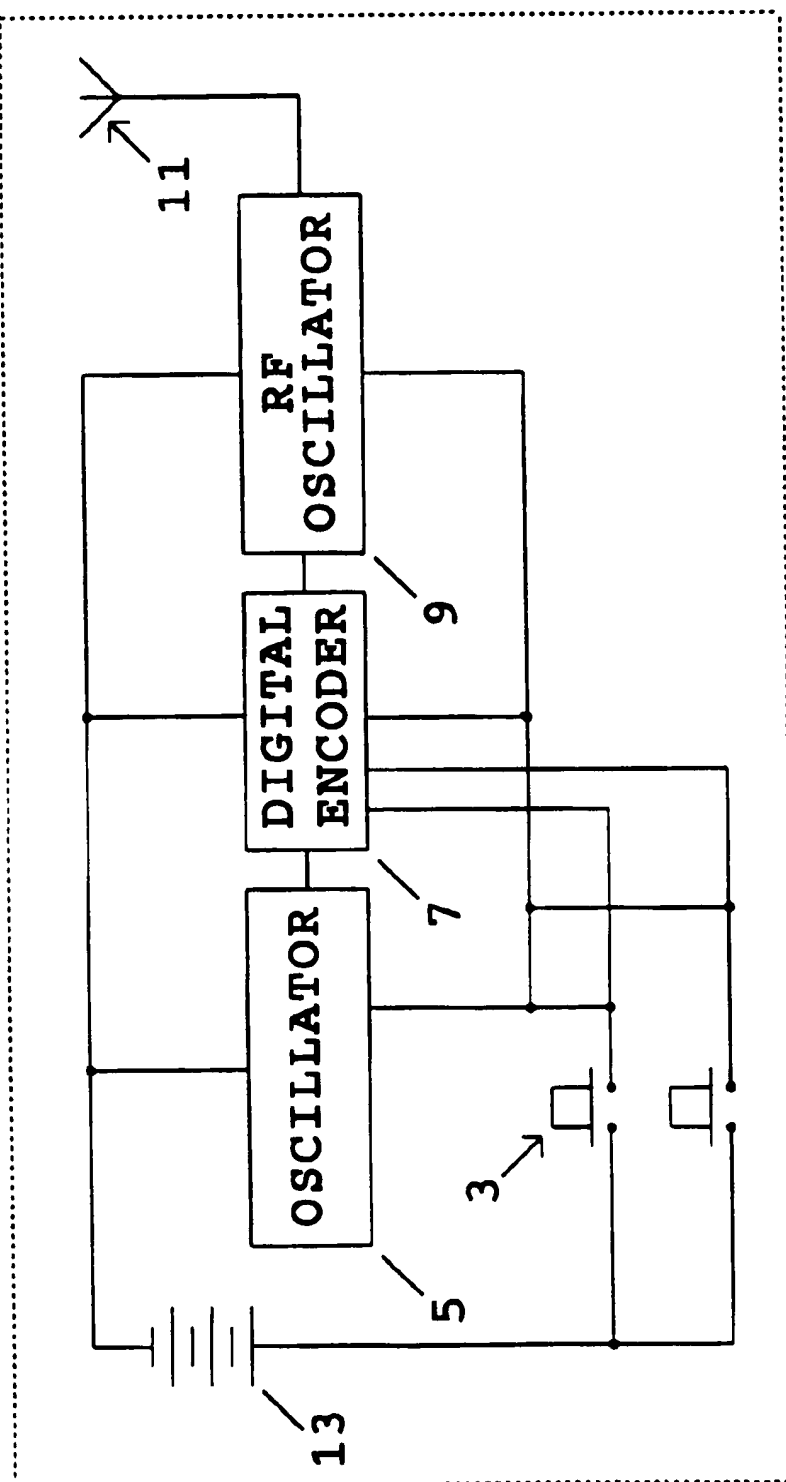 11
RF
OSCILLATOR
9
DIGITAL
ENCODER
7
OSCILLATOR
5
3
13